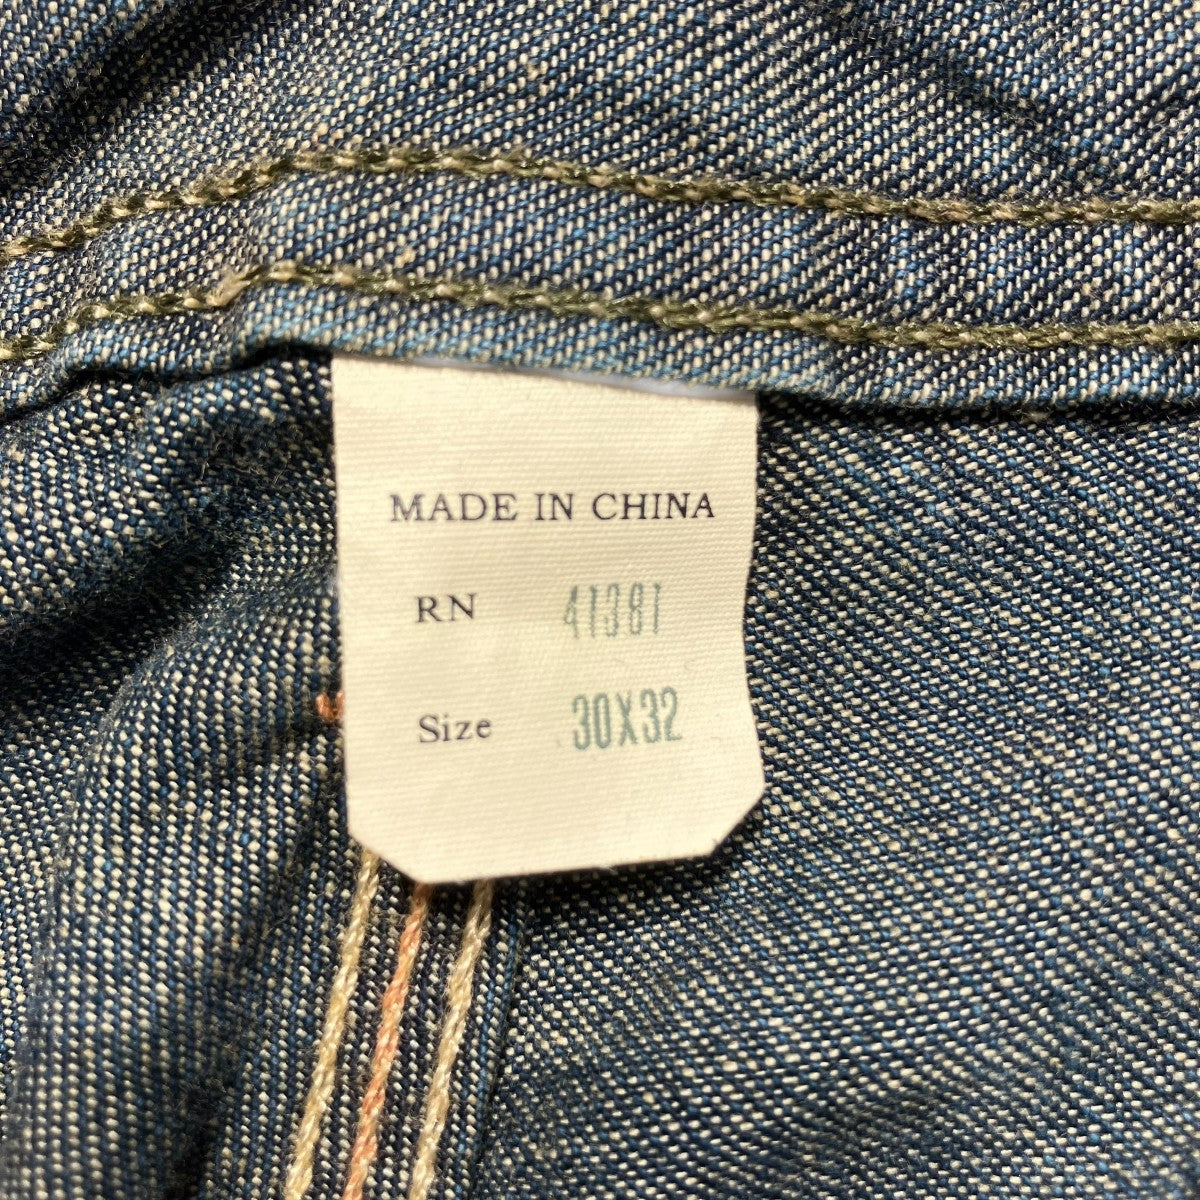 MADE IN CHINA
RN 41381
Size 30X32